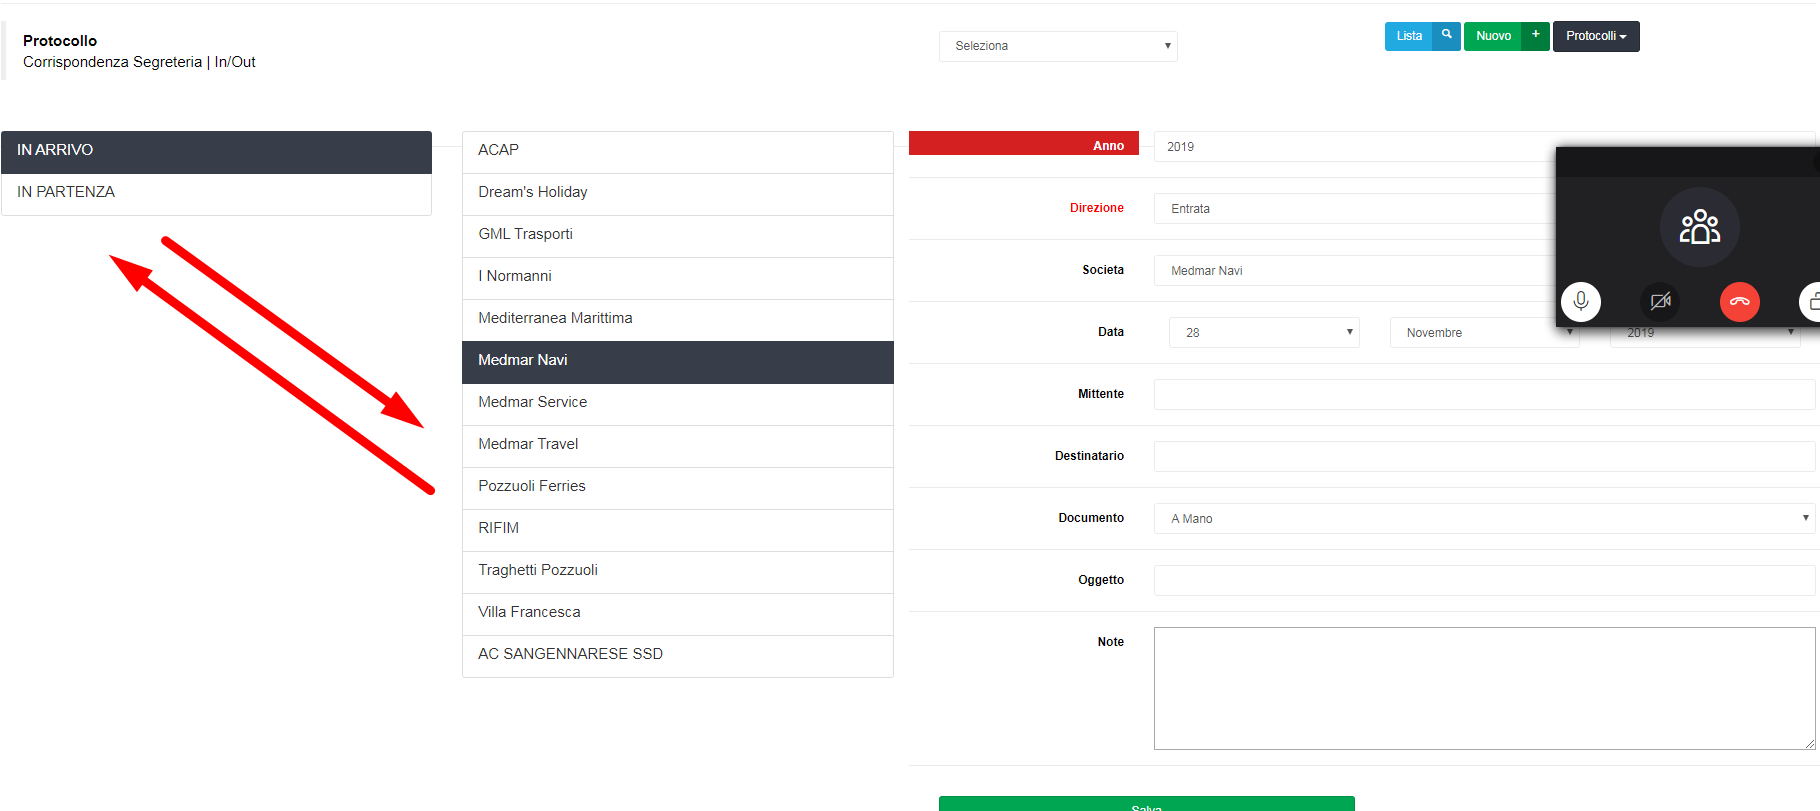 Protocollo
Corrispondenza Segreteria | In/Out
Seleziona
Lista
Nuovo +
Protocolli
IN ARRIVO
IN PARTENZA
ACAP
Dream's Holiday
GML Trasporti
I Normanni
Mediterranea Marittima
Medmar Navi
Medmar Service
Medmar Travel
Pozzuoli Ferries
RIFIM
Traghetti Pozzuoli
Villa Francesca
AC SANGENNARESE SSD
Anno 2019
Direzione Entrata
Societa Medmar Navi
Data 28 Novembre 2019
Mittente
Destinatario
Documento A Mano
Oggetto
Note
Salva